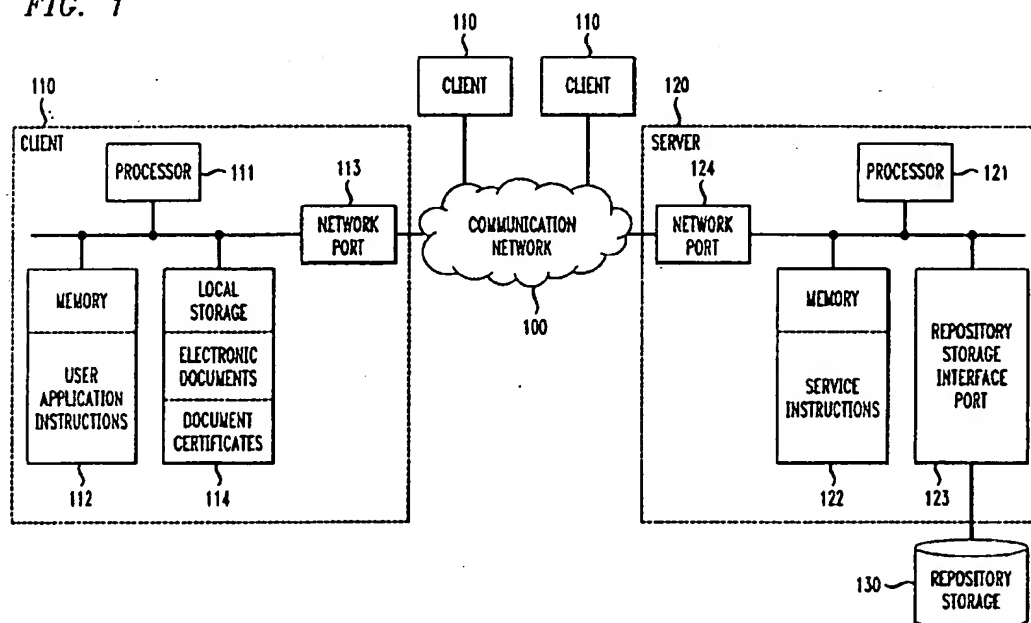 FIG. 1
110
110
CLIENT
CLIENT
110
120
CLIENT
PROCESSOR
111
113
NETWORK
PORT
COMMUNICATION
NETWORK
100
SERVER
124
NETWORK
PORT
PROCESSOR
121
MEMORY
USER
APPLICATION
INSTRUCTIONS
112
LOCAL
STORAGE
ELECTRONIC
DOCUMENTS
DOCUMENT
CERTIFICATES
114
MEMORY
SERVICE
INSTRUCTIONS
122
REPOSITORY
STORAGE
INTERFACE
PORT
123
130
REPOSITORY
STORAGE